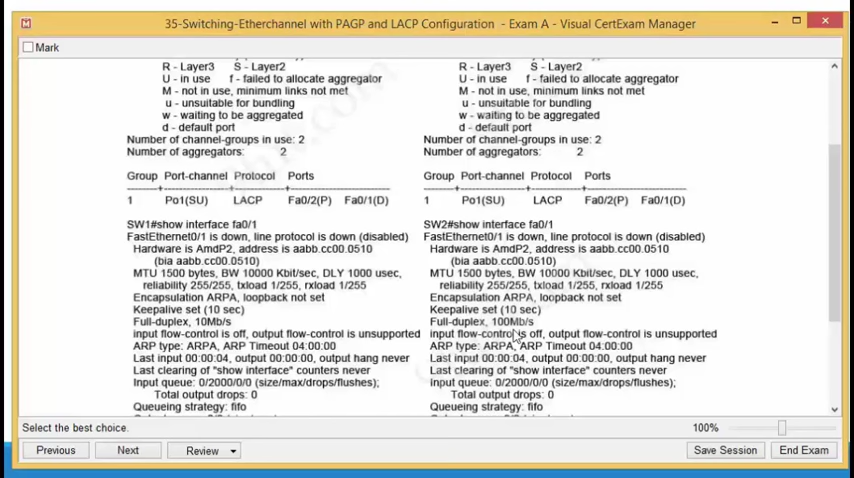 35-Switching-Etherchannel with PAGP and LACP Configuration - Exam A - Visual CertExam Manager
Mark
R - Layer3 S - Layer2
U - in use f - failed to allocate aggregator
M - not in use, minimum links not met
u - unsuitable for bundling
w - waiting to be aggregated
d - default port
Number of channel-groups in use: 2
Number of aggregators: 2
Group Port-channel Protocol Ports
------+-------------+-----------+-----------------------------------------------
1 Po1(SU) LACP Fa0/2(P) Fa0/1(D)
SW1#show interface fa0/1
FastEthernet0/1 is down, line protocol is down (disabled)
Hardware is AmdP2, address is aabb.cc00.0510
(bia aabb.cc00.0510)
MTU 1500 bytes, BW 10000 Kbit/sec, DLY 1000 usec,
reliability 255/255, txload 1/255, rxload 1/255
Encapsulation ARPA, loopback not set
Keepalive set (10 sec)
Full-duplex, 10Mb/s
input flow-control is off, output flow-control is unsupported
ARP type: ARPA, ARP Timeout 04:00:00
Last input 00:00:04, output 00:00:00, output hang never
Last clearing of "show interface" counters never
Input queue: 0/2000/0/0 (size/max/drops/flushes);
Total output drops: 0
Queueing strategy: fifo
R - Layer3 S - Layer2
U - in use f - failed to allocate aggregator
M - not in use, minimum links not met
u - unsuitable for bundling
w - waiting to be aggregated
d - default port
Number of channel-groups in use: 2
Number of aggregators: 2
Group Port-channel Protocol Ports
------+-------------+-----------+-----------------------------------------------
1 Po1(SU) LACP Fa0/2(P) Fa0/1(D)
SW2#show interface fa0/1
FastEthernet0/1 is down, line protocol is down (disabled)
Hardware is AmdP2, address is aabb.cc00.0510
(bia aabb.cc00.0510)
MTU 1500 bytes, BW 10000 Kbit/sec, DLY 1000 usec,
reliability 255/255, txload 1/255, rxload 1/255
Encapsulation ARPA, loopback not set
Keepalive set (10 sec)
Full-duplex, 100Mb/s
input flow-control is off, output flow-control is unsupported
ARP type: ARPA, ARP Timeout 04:00:00
Last input 00:00:04, output 00:00:00, output hang never
Last clearing of "show interface" counters never
Input queue: 0/2000/0/0 (size/max/drops/flushes);
Total output drops: 0
Queueing strategy: fifo
Select the best choice.
100%
Previous
Next
Review
Save Session
End Exam